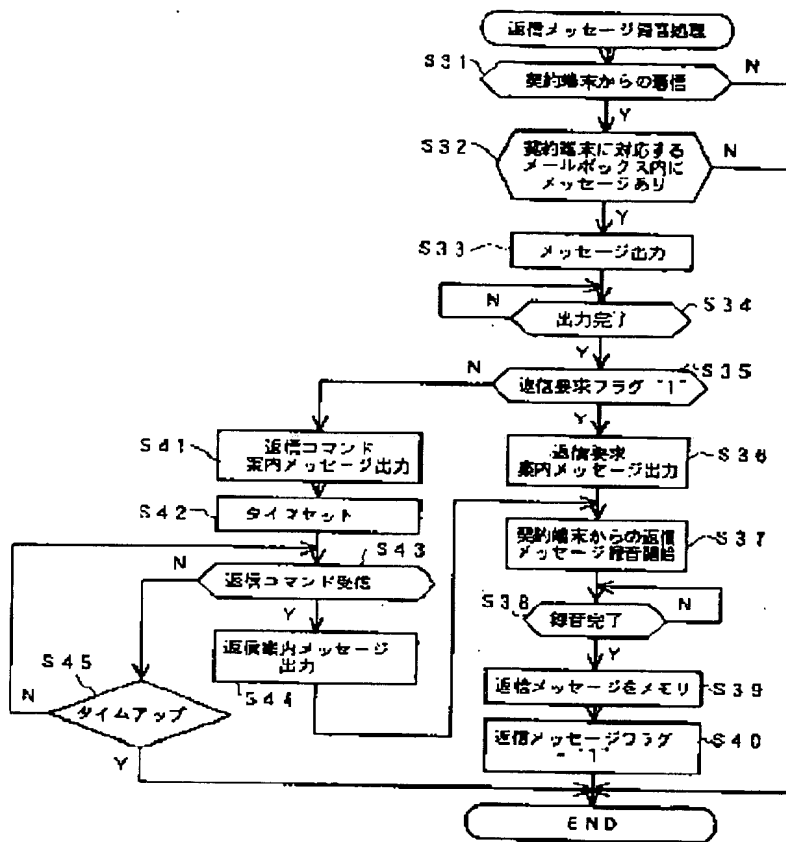 返信メッセージ録音処理
S31
契約端末からの着信
N
Y
S32
契約端末に対応する
メールボックス内に
メッセージあり
N
Y
S33
メッセージ出力
N
出力完了
S34
Y
N
返信要求フラグ"1"
S35
Y
S41
返信コマンド
案内メッセージ出力
返信要求
案内メッセージ出力
S36
S42
タイマセット
契約端末からの返信
メッセージ録音開始
S37
S43
N
返信コマンド受信
S38
録音完了
N
Y
Y
返信案内メッセージ
出力
S44
S45
N
タイムアップ
Y
返信メッセージをメモリ
S39
返信メッセージフラグ
="1"
S40
END